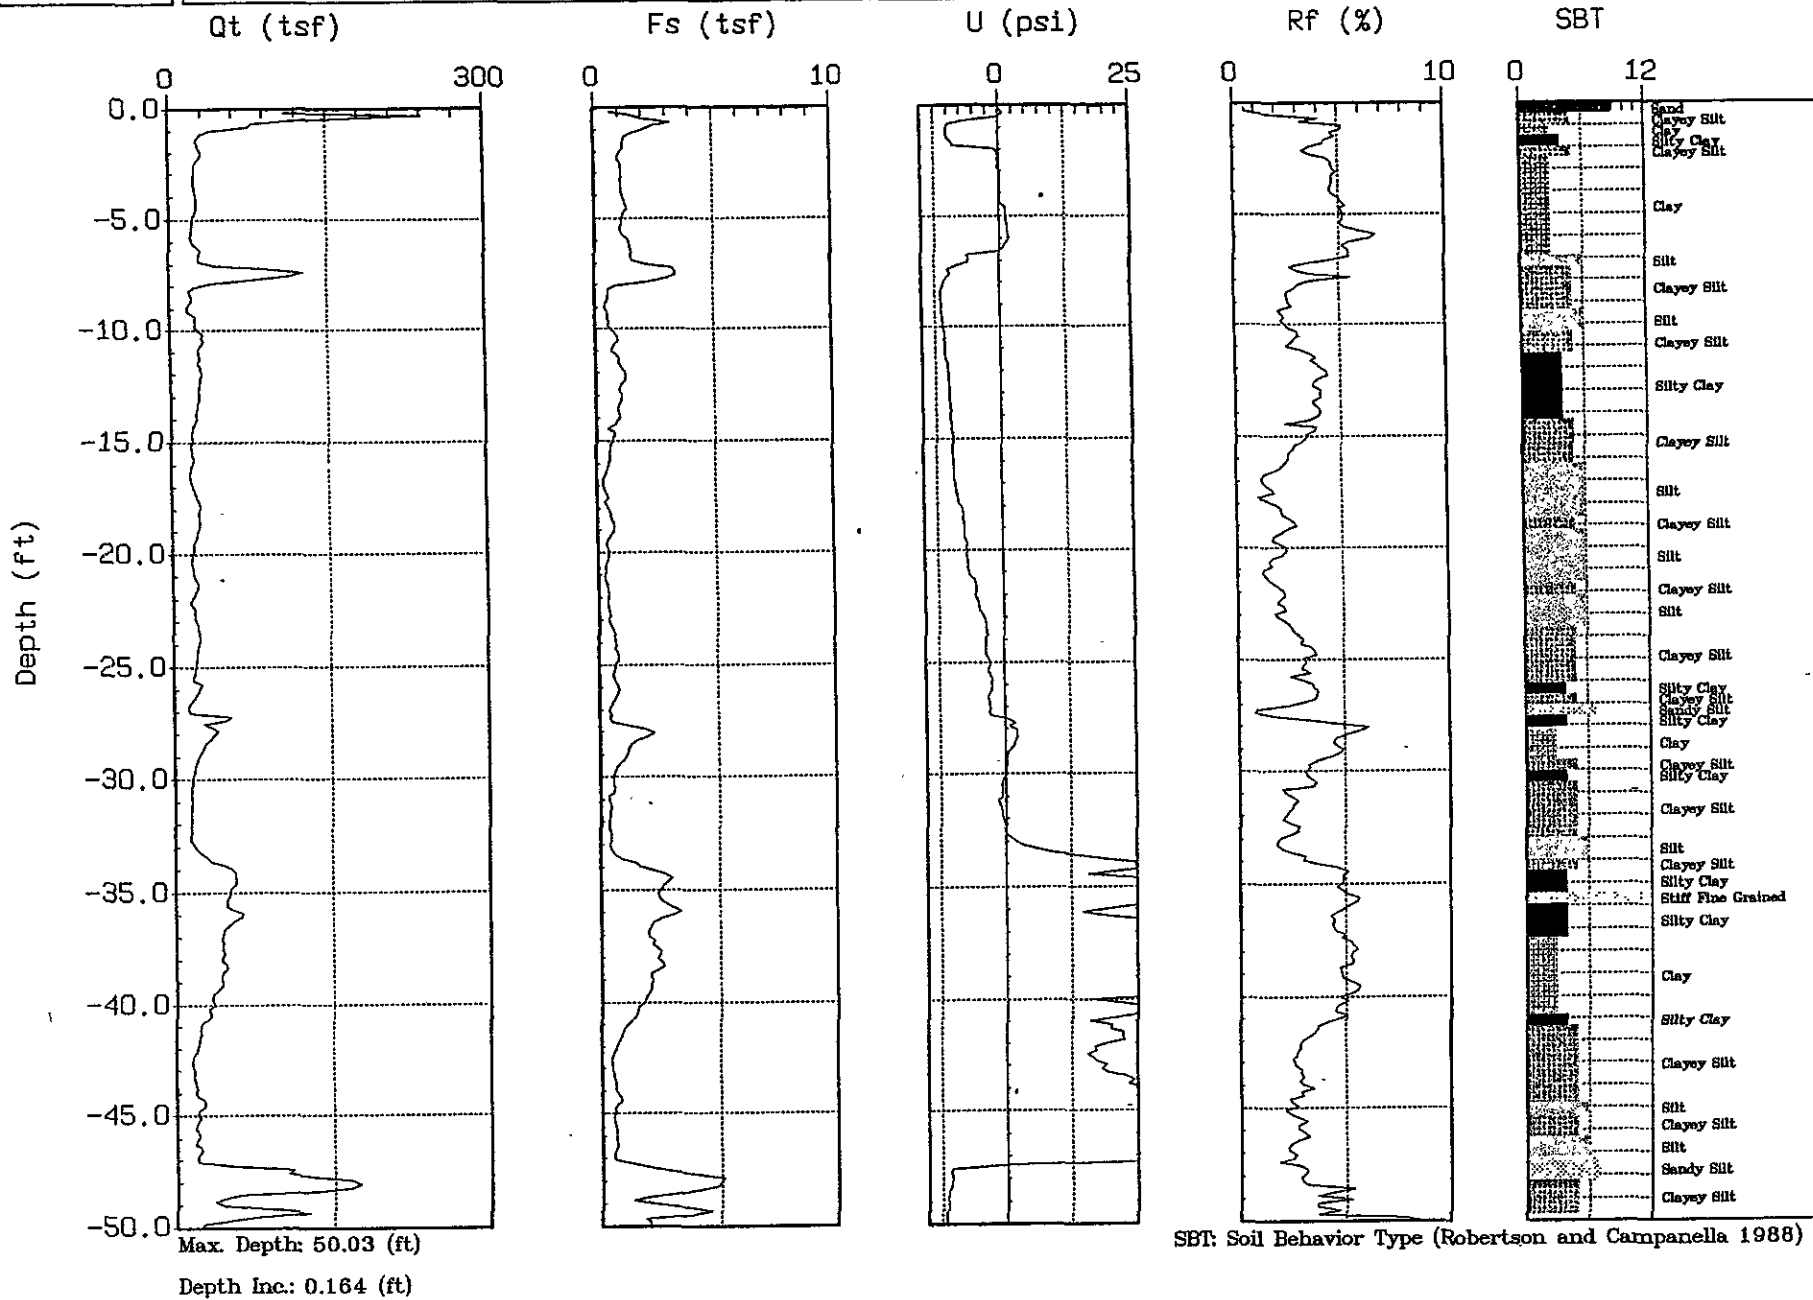 Qt (tsf) Fs (tsf) U (psi) Rf (%) SBT
0 300 0 10 0 25 0 10 0 12
0.0
-5.0
-10.0
-15.0
-20.0
-25.0
-30.0
-35.0
-40.0
-45.0
-50.0
Depth (ft)
Sand
Clayey Silt
Clay
Silty Clay
Clayey Silt
Clay
Silt
Clayey Silt
Silt
Clayey Silt
Silty Clay
Clayey Silt
Silt
Clayey Silt
Silt
Clayey Silt
Silt
Clayey Silt
Silty Clay
Clayey Silt
Sandy Silt
Silty Clay
Clay
Clayey Silt
Silty Clay
Clayey Silt
Silt
Clayey Silt
Silty Clay
Stiff Fine Grained
Silty Clay
Clay
Silty Clay
Clayey Silt
Silt
Clayey Silt
Silt
Sandy Silt
Clayey Silt
Max. Depth: 50.03 (ft)
SBT: Soil Behavior Type (Robertson and Campanella 1988)
Depth Inc.: 0.164 (ft)